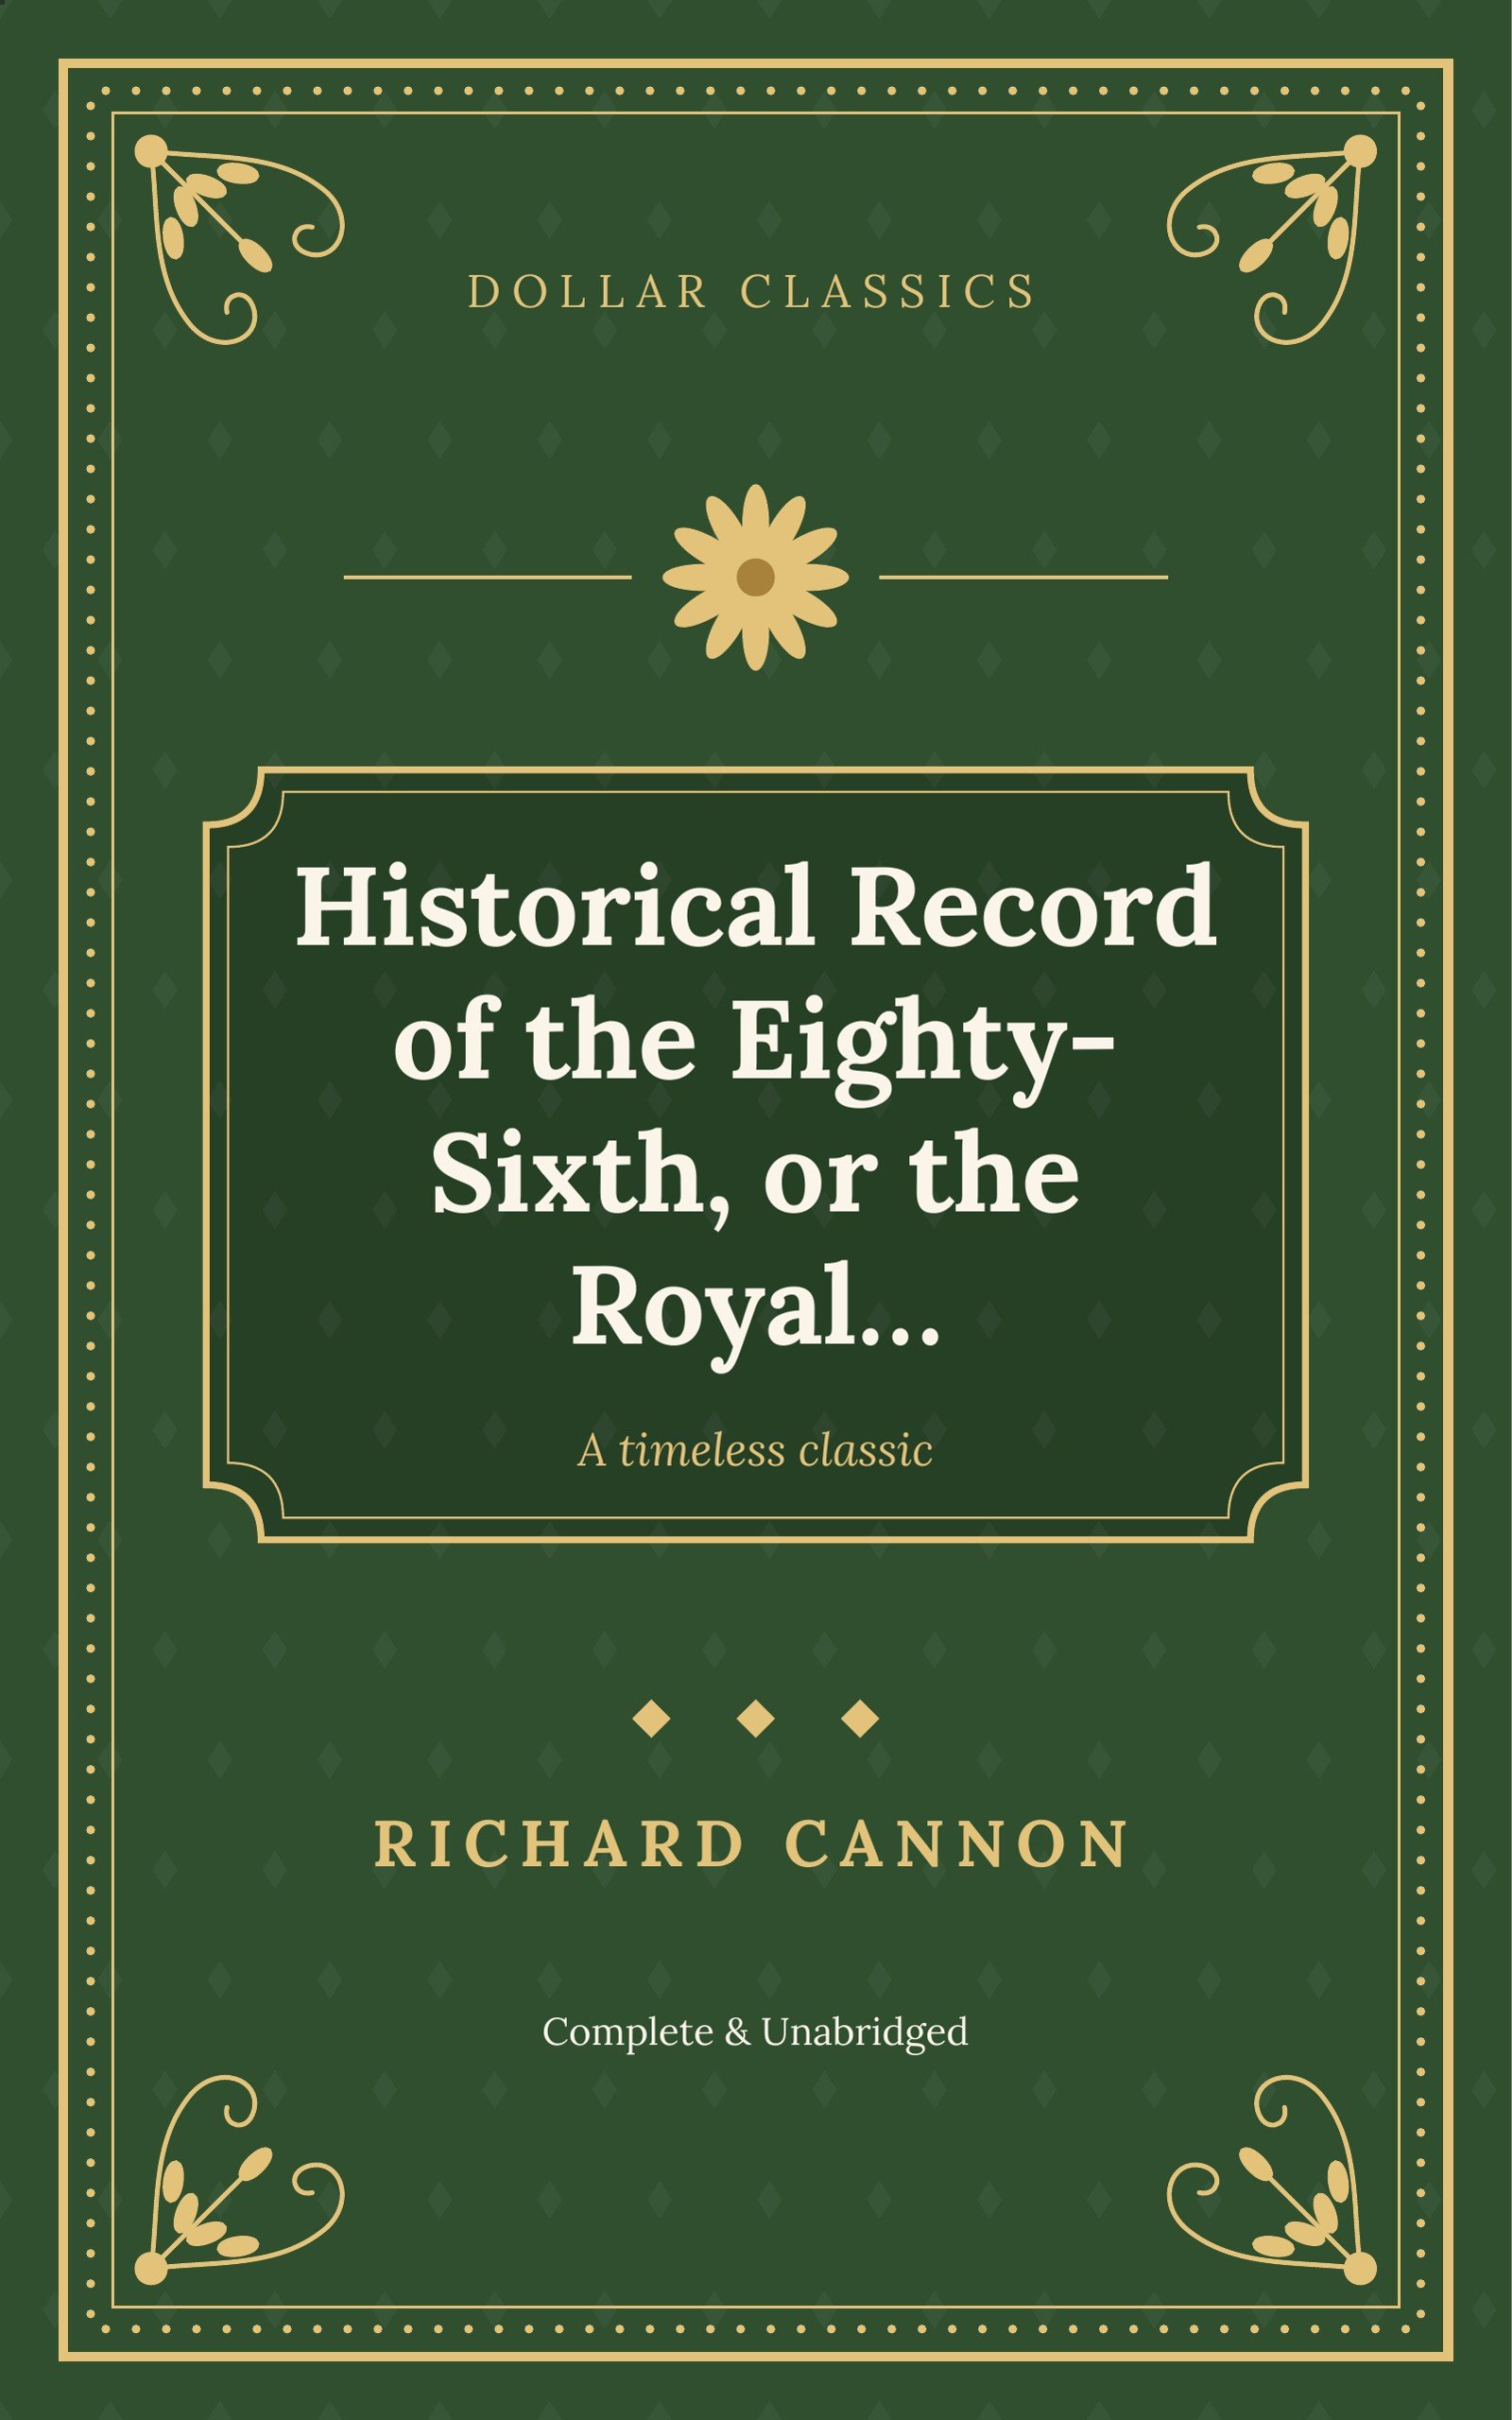 DOLLAR CLASSICS
Historical Record
of the Eighty-
Sixth, or the
Royal...
A timeless classic
RICHARD CANNON
Complete & Unabridged